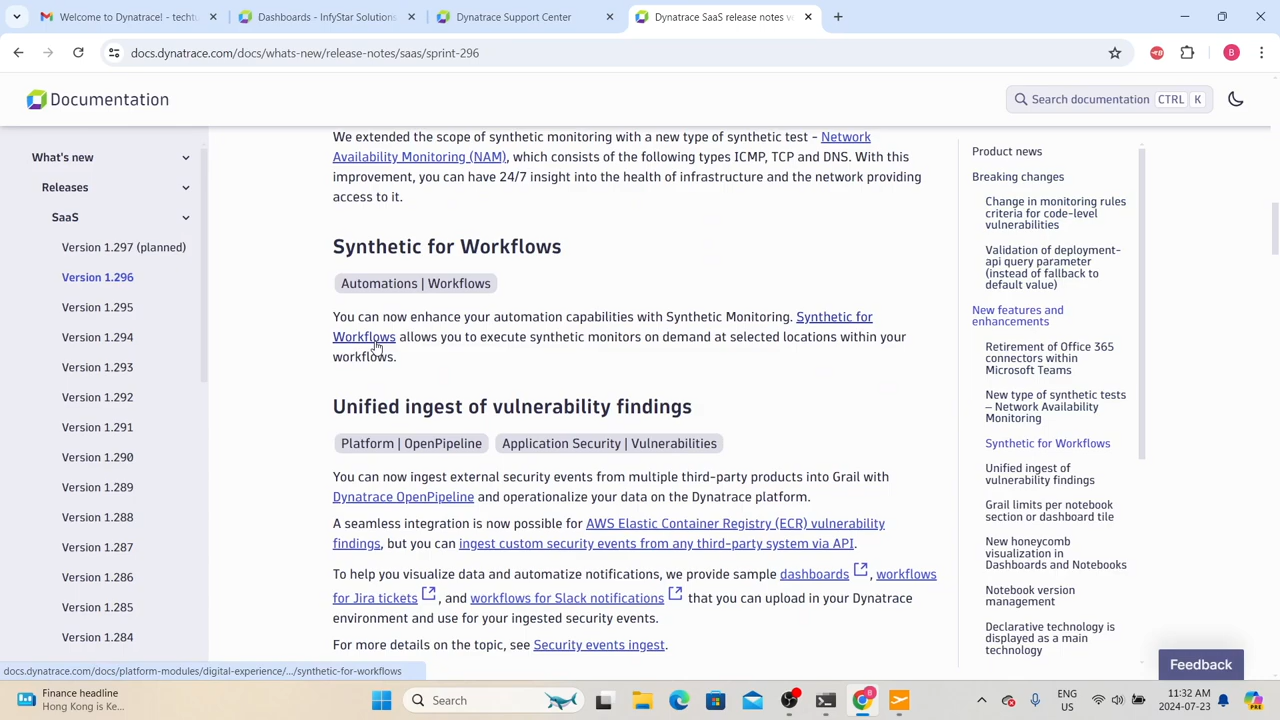 Welcome to Dynatrace! - techtu
Dashboards - InfyStar Solutions
Dynatrace Support Center
Dynatrace SaaS release notes v
docs.dynatrace.com/docs/whats-new/release-notes/saas/sprint-296
B
Documentation
Search documentation CTRL K
What's new
Releases
SaaS
Version 1.297 (planned)
Version 1.296
Version 1.295
Version 1.294
Version 1.293
Version 1.292
Version 1.291
Version 1.290
Version 1.289
Version 1.288
Version 1.287
Version 1.286
Version 1.285
Version 1.284
We extended the scope of synthetic monitoring with a new type of synthetic test - Network
Availability Monitoring (NAM), which consists of the following types ICMP, TCP and DNS. With this
improvement, you can have 24/7 insight into the health of infrastructure and the network providing
access to it.
Synthetic for Workflows
Automations | Workflows
You can now enhance your automation capabilities with Synthetic Monitoring. Synthetic for
Workflows allows you to execute synthetic monitors on demand at selected locations within your
workflows.
Unified ingest of vulnerability findings
Platform | OpenPipeline Application Security | Vulnerabilities
You can now ingest external security events from multiple third-party products into Grail with
Dynatrace OpenPipeline and operationalize your data on the Dynatrace platform.
A seamless integration is now possible for AWS Elastic Container Registry (ECR) vulnerability
findings, but you can ingest custom security events from any third-party system via API.
To help you visualize data and automatize notifications, we provide sample dashboards, workflows
for Jira tickets, and workflows for Slack notifications that you can upload in your Dynatrace
environment and use for your ingested security events.
For more details on the topic, see Security events ingest.
Product news
Breaking changes
Change in monitoring rules
criteria for code-level
vulnerabilities
Validation of deployment-
api query parameter
(instead of fallback to
default value)
New features and
enhancements
Retirement of Office 365
connectors within
Microsoft Teams
New type of synthetic tests
– Network Availability
Monitoring
Synthetic for Workflows
Unified ingest of
vulnerability findings
Grail limits per notebook
section or dashboard tile
New honeycomb
visualization in
Dashboards and Notebooks
Notebook version
management
Declarative technology is
displayed as a main
technology
Feedback
docs.dynatrace.com/docs/platform-modules/digital-experience/.../synthetic-for-workflows
Finance headline
Hong Kong is Ke...
Search
ENG
US
11:32 AM
2024-07-23